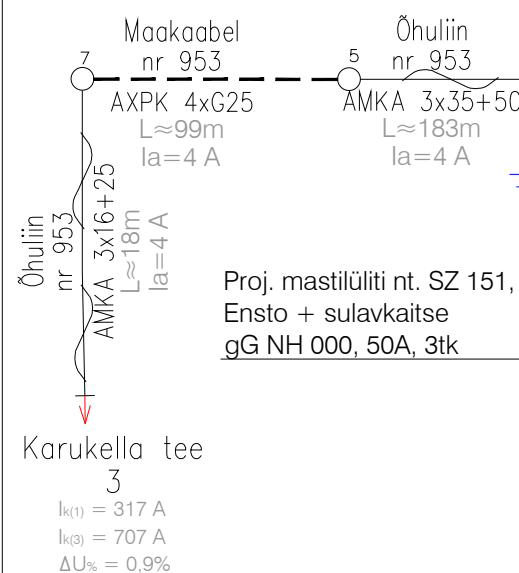 Maakaabel
nr 953
7
AXPK 4xG25
L≈99m
Ia=4 A
Õhuliin
nr 953
5
AMKA 3x35+50
L≈183m
Ia=4 A
Õhuliin
nr 953
AMKA 3x16+25
L≈18m
Ia=4 A
Proj. mastilüliti nt. SZ 151,
Ensto + sulavkaitse
gG NH 000, 50A, 3tk
Karukella tee
3
Ik(1) = 317 A
Ik(3) = 707 A
ΔU% = 0,9%